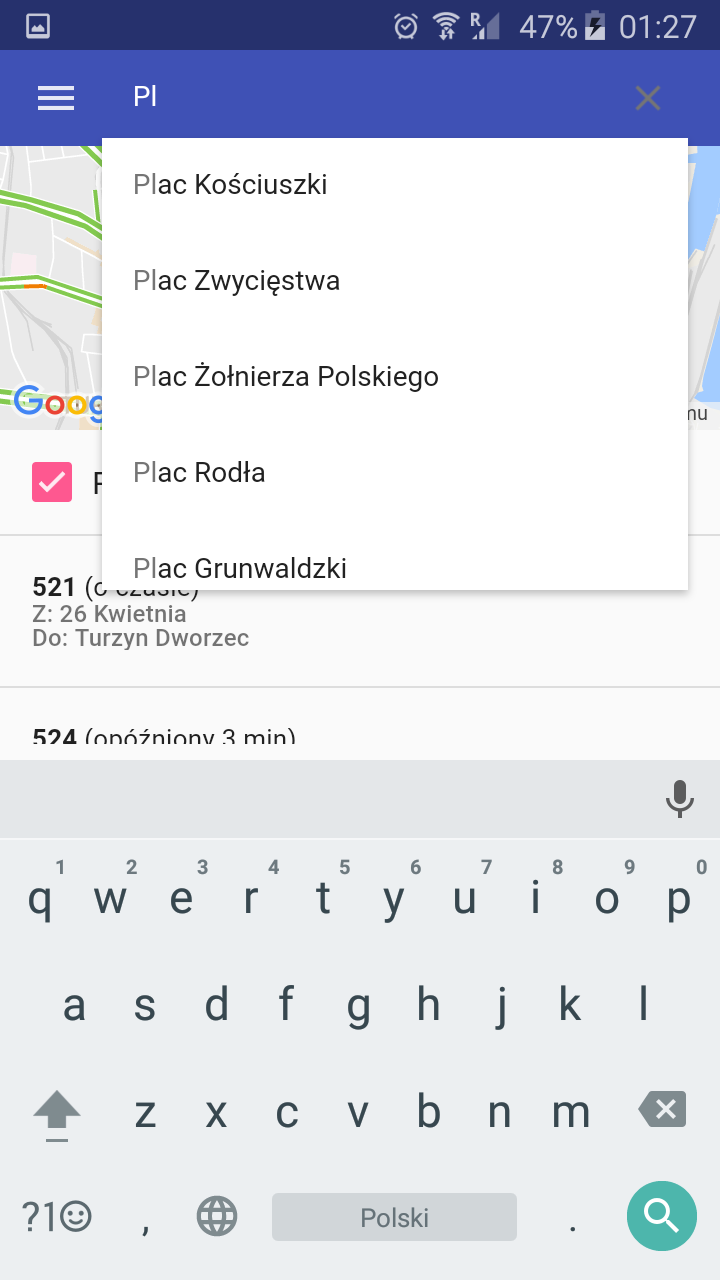 R 47% 01:27
Pl
Plac Kościuszki
Plac Zwycięstwa
Plac Żołnierza Polskiego
Plac Rodła
Plac Grunwaldzki
521 (o czasie)
Z: 26 Kwietnia
Do: Turzyn Dworzec
524 (opóźniony 3 min)
1 2 3 4 5 6 7 8 9 0
q w e r t y u i o p
a s d f g h j k l
z x c v b n m
?1 , Polski .